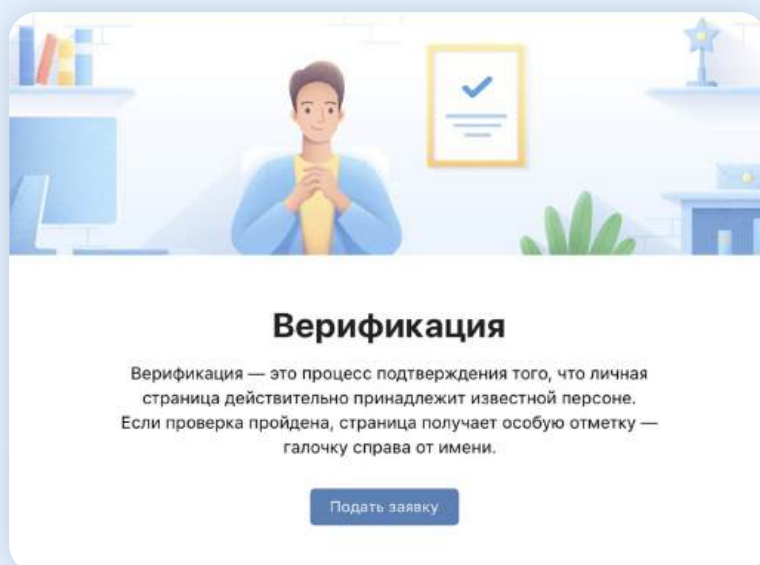 Верификация
Верификация — это процесс подтверждения того, что личная
страница действительно принадлежит известной персоне.
Если проверка пройдена, страница получает особую отметку —
галочку справа от имени.
Подать заявку